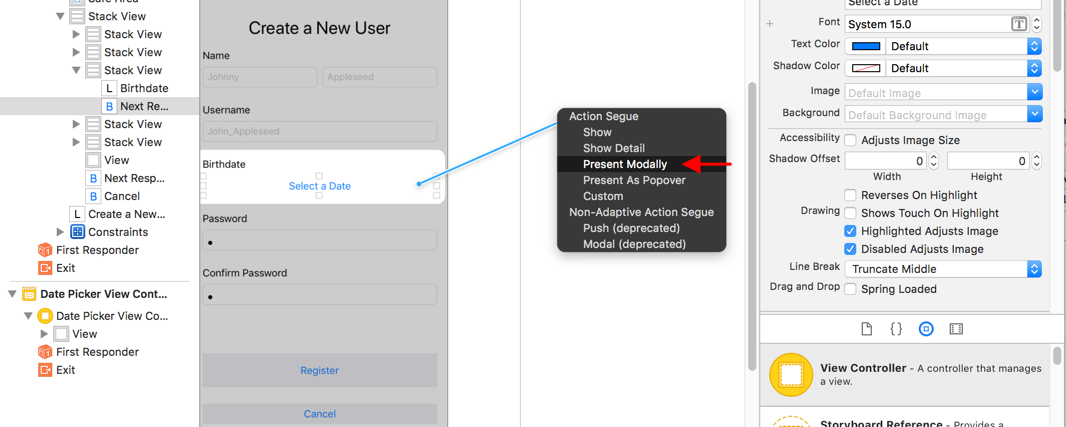 Safe Area
Stack View
Stack View
Stack View
Stack View
L Birthdate
B Next Re...
Stack View
Stack View
View
B Next Resp...
B Cancel
L Create a New...
Constraints
First Responder
Exit
Date Picker View Cont...
Date Picker View Co...
View
First Responder
Exit
Create a New User
Name
Johnny
Appleseed
Username
John_Appleseed
Birthdate
Select a Date
Password
Confirm Password
Register
Cancel
Action Segue
Show
Show Detail
Present Modally
Present As Popover
Custom
Non-Adaptive Action Segue
Push (deprecated)
Modal (deprecated)
Select a Date
Font System 15.0
Text Color Default
Shadow Color Default
Image Default Image
Background Default Background Image
Accessibility Adjusts Image Size
Shadow Offset 0 0
Width Height
Reverses On Highlight
Drawing Shows Touch On Highlight
Highlighted Adjusts Image
Disabled Adjusts Image
Line Break Truncate Middle
Drag and Drop Spring Loaded
View Controller - A controller that manages
a view.
Storyboard Reference - Provides a